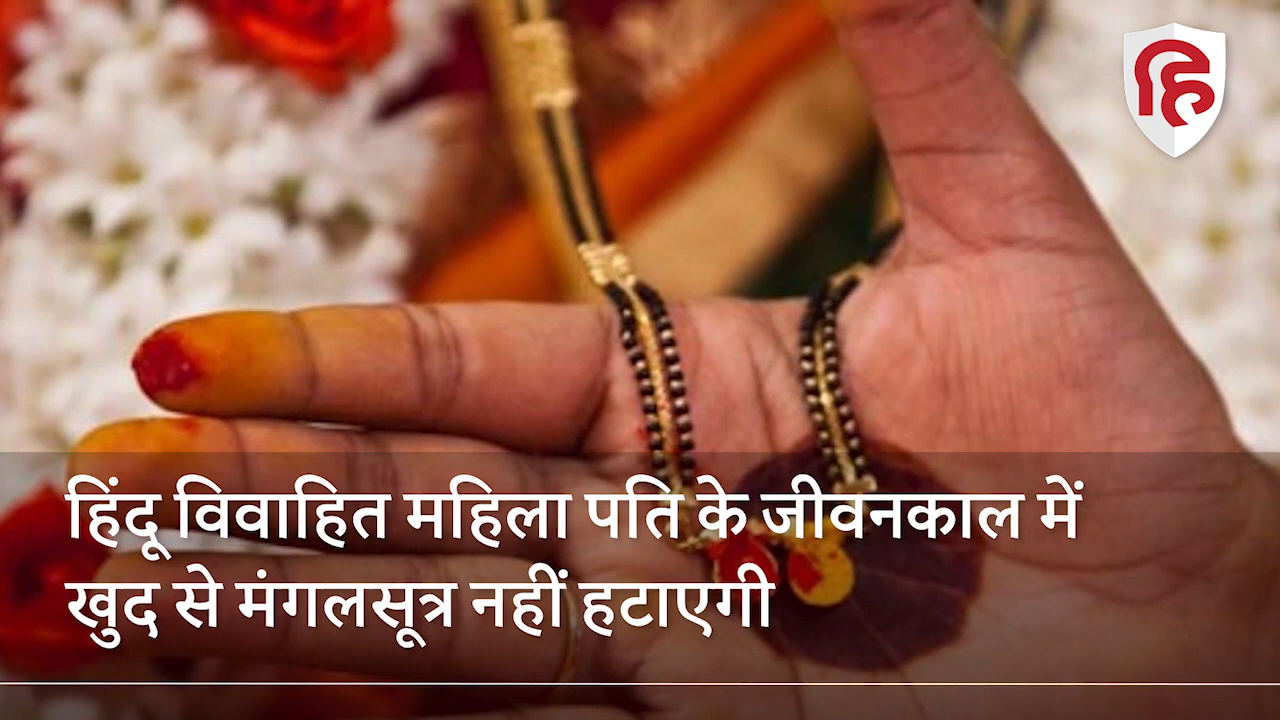 हि
हिंदू विवाहित महिला पति के जीवनकाल में
खुद से मंगलसूत्र नहीं हटाएगी